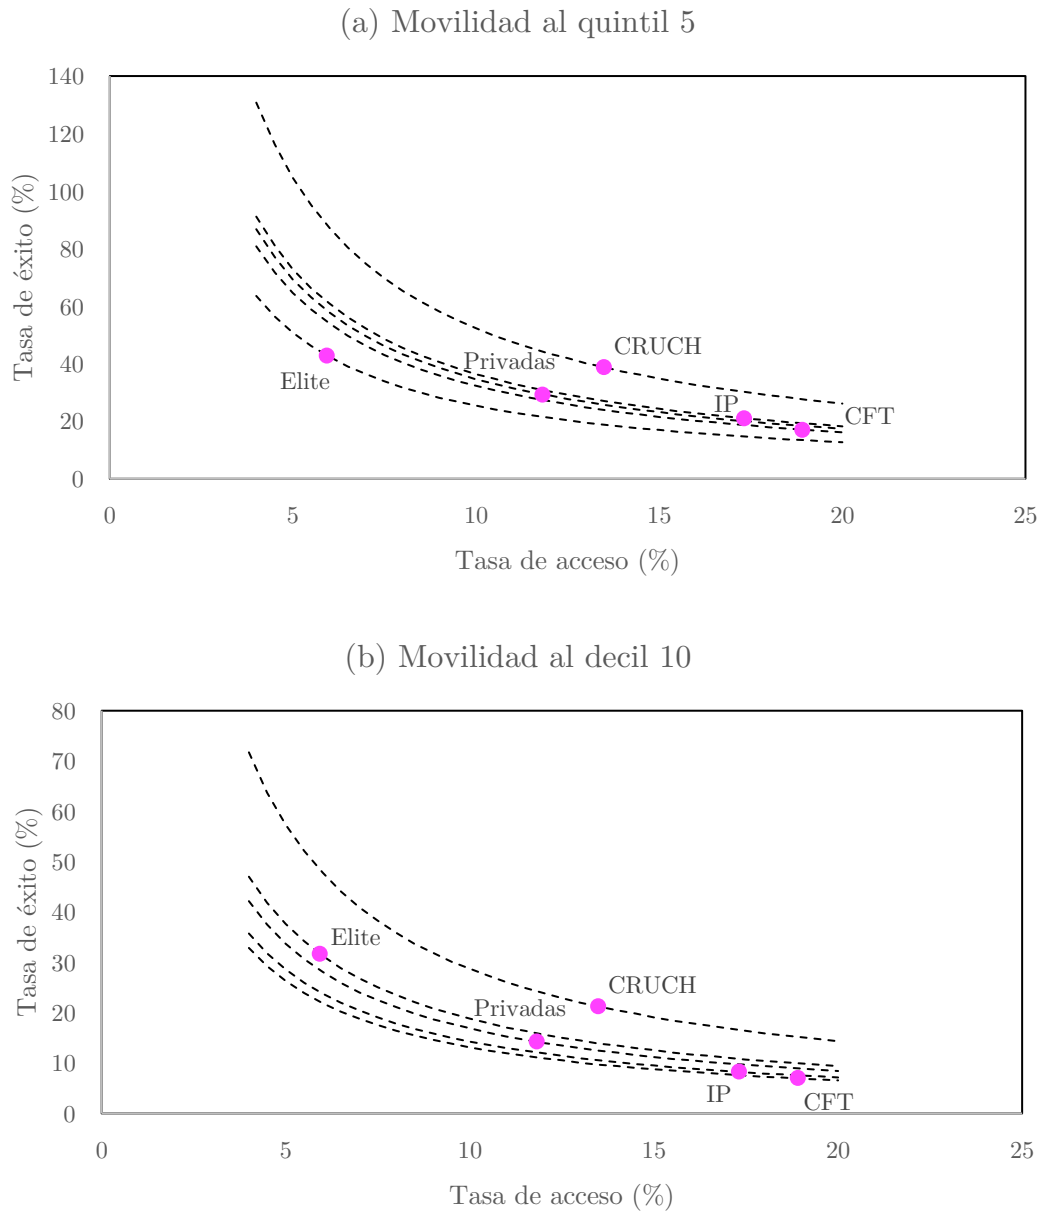 (a) Movilidad al quintil 5
140
120
100
80
60
40
20
0
Tasa de éxito (%)
CRUCH
Privadas
Elite
IP
CFT
0 5 10 15 20 25
Tasa de acceso (%)
(b) Movilidad al decil 10
80
70
60
50
40
30
20
10
0
Tasa de éxito (%)
Elite
CRUCH
Privadas
IP
CFT
0 5 10 15 20 25
Tasa de acceso (%)